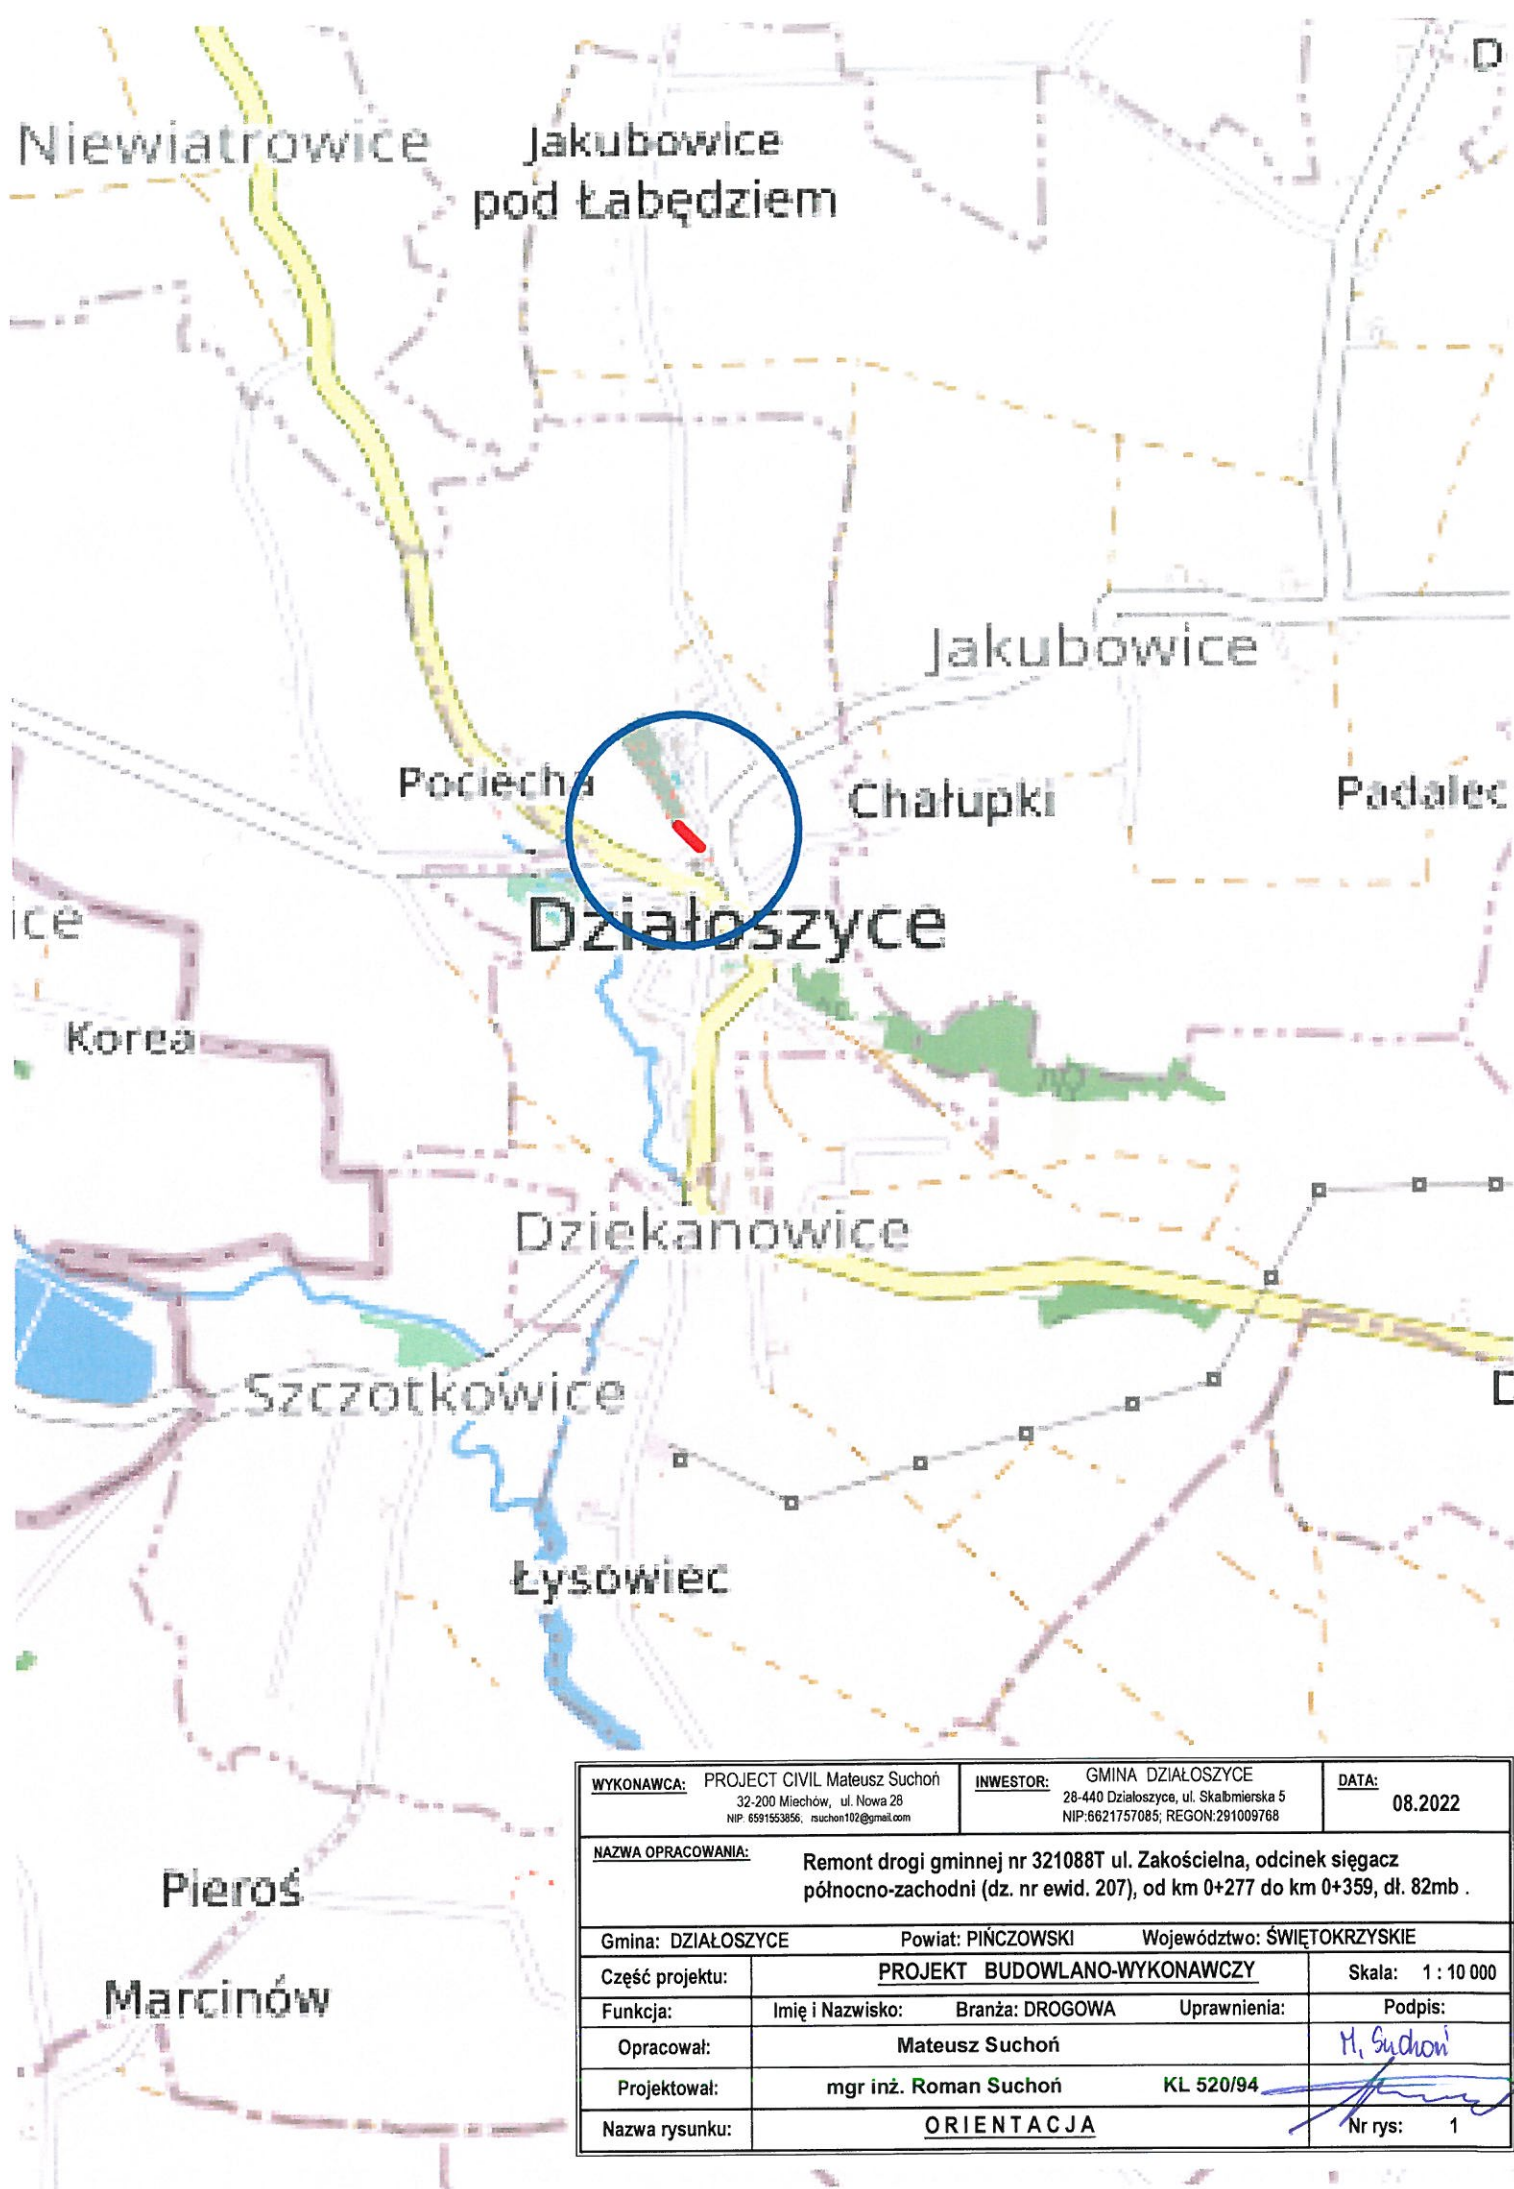 D
Niewiatrowice
Jakubowice
pod Łabędziem
Jakubowice
Pociecha
Chałupki
Padalec
ice
Działoszyce
Korea
Dziekanowice
Szczotkowice
D
Łysowiec
Pieroś
Marcinów
WYKONAWCA: PROJECT CIVIL Mateusz Suchoń
32-200 Miechów, ul. Nowa 28
NIP: 6591553856, rsuchon102@gmail.com
INWESTOR: GMINA DZIAŁOSZYCE
28-440 Działoszyce, ul. Skalbmierska 5
NIP:6621757085; REGON:291009768
DATA:
08.2022
NAZWA OPRACOWANIA: Remont drogi gminnej nr 321088T ul. Zakościelna, odcinek sięgacz
północno-zachodni (dz. nr ewid. 207), od km 0+277 do km 0+359, dł. 82mb .
Gmina: DZIAŁOSZYCE Powiat: PIŃCZOWSKI Województwo: ŚWIĘTOKRZYSKIE
Część projektu: PROJEKT BUDOWLANO-WYKONAWCZY Skala: 1 : 10 000
Funkcja: Imię i Nazwisko: Branża: DROGOWA Uprawnienia: Podpis:
Opracował: Mateusz Suchoń M. Suchoń
Projektował: mgr inż. Roman Suchoń KL 520/94
Nazwa rysunku: ORIENTACJA Nr rys: 1